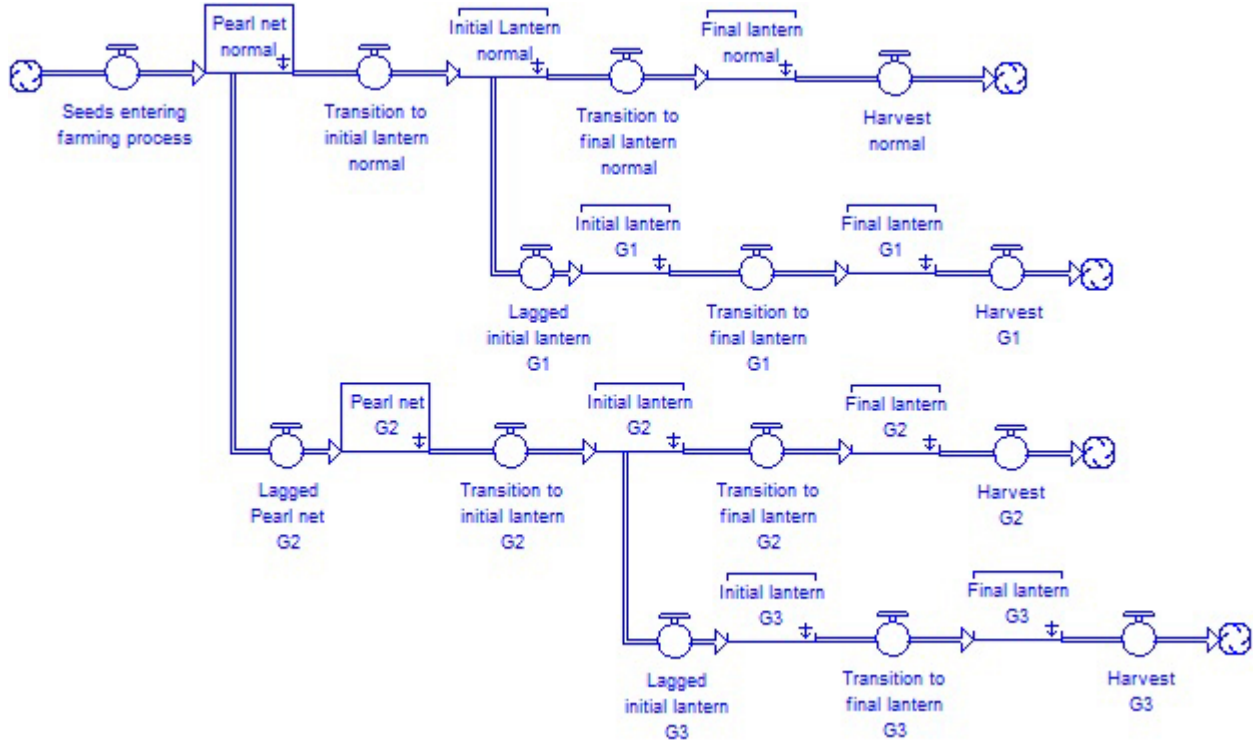 Pearl net
normal
Initial Lantern
normal
Final lantern
normal
Seeds entering
farming process
Transition to
initial lantern
normal
Transition to
final lantern
normal
Harvest
normal
Initial lantern
G1
Final lantern
G1
Lagged
initial lantern
G1
Transition to
final lantern
G1
Harvest
G1
Pearl net
G2
Initial lantern
G2
Final lantern
G2
Lagged
Pearl net
G2
Transition to
initial lantern
G2
Transition to
final lantern
G2
Harvest
G2
Initial lantern
G3
Final lantern
G3
Lagged
initial lantern
G3
Transition to
final lantern
G3
Harvest
G3